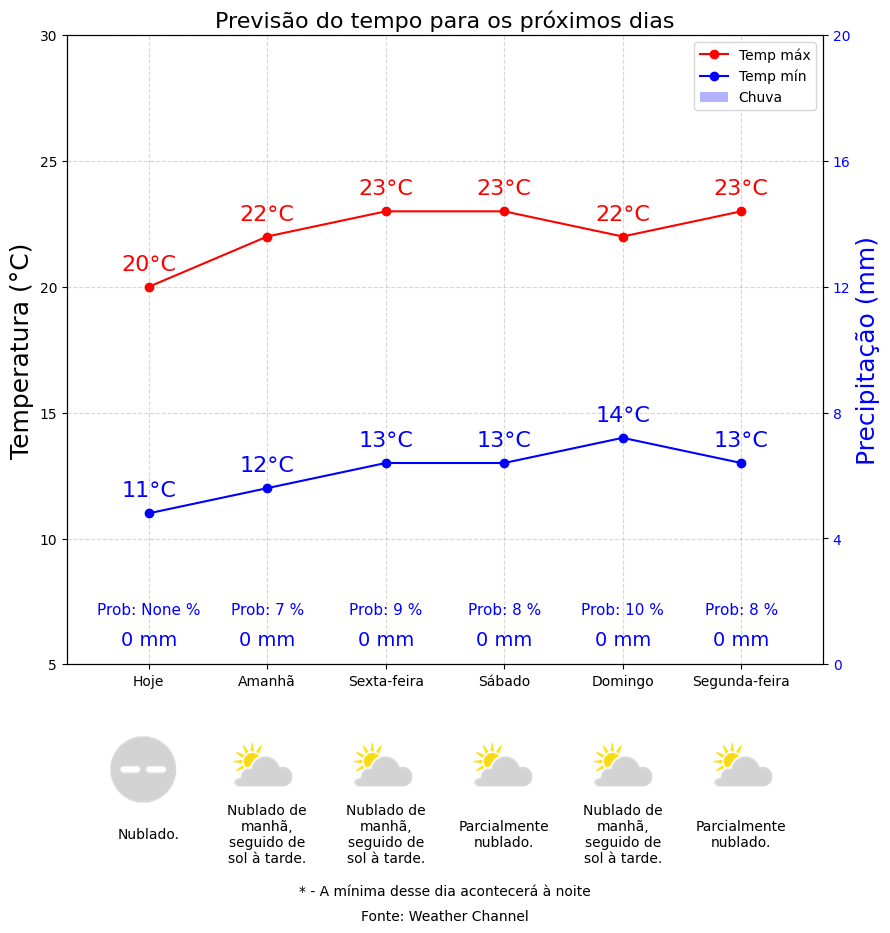 Previsão do tempo para os próximos dias
Temp máx
Temp mín
Chuva
Temperatura (°C)
Precipitação (mm)
30
25
20
15
10
5
20
16
12
8
4
0
20°C
22°C
23°C
23°C
22°C
23°C
11°C
12°C
13°C
13°C
14°C
13°C
Prob: None %
Prob: 7 %
Prob: 9 %
Prob: 8 %
Prob: 10 %
Prob: 8 %
0 mm
0 mm
0 mm
0 mm
0 mm
0 mm
Hoje
Amanhã
Sexta-feira
Sábado
Domingo
Segunda-feira
Nublado.
Nublado de
manhã,
seguido de
sol à tarde.
Nublado de
manhã,
seguido de
sol à tarde.
Parcialmente
nublado.
Nublado de
manhã,
seguido de
sol à tarde.
Parcialmente
nublado.
* - A mínima desse dia acontecerá à noite
Fonte: Weather Channel